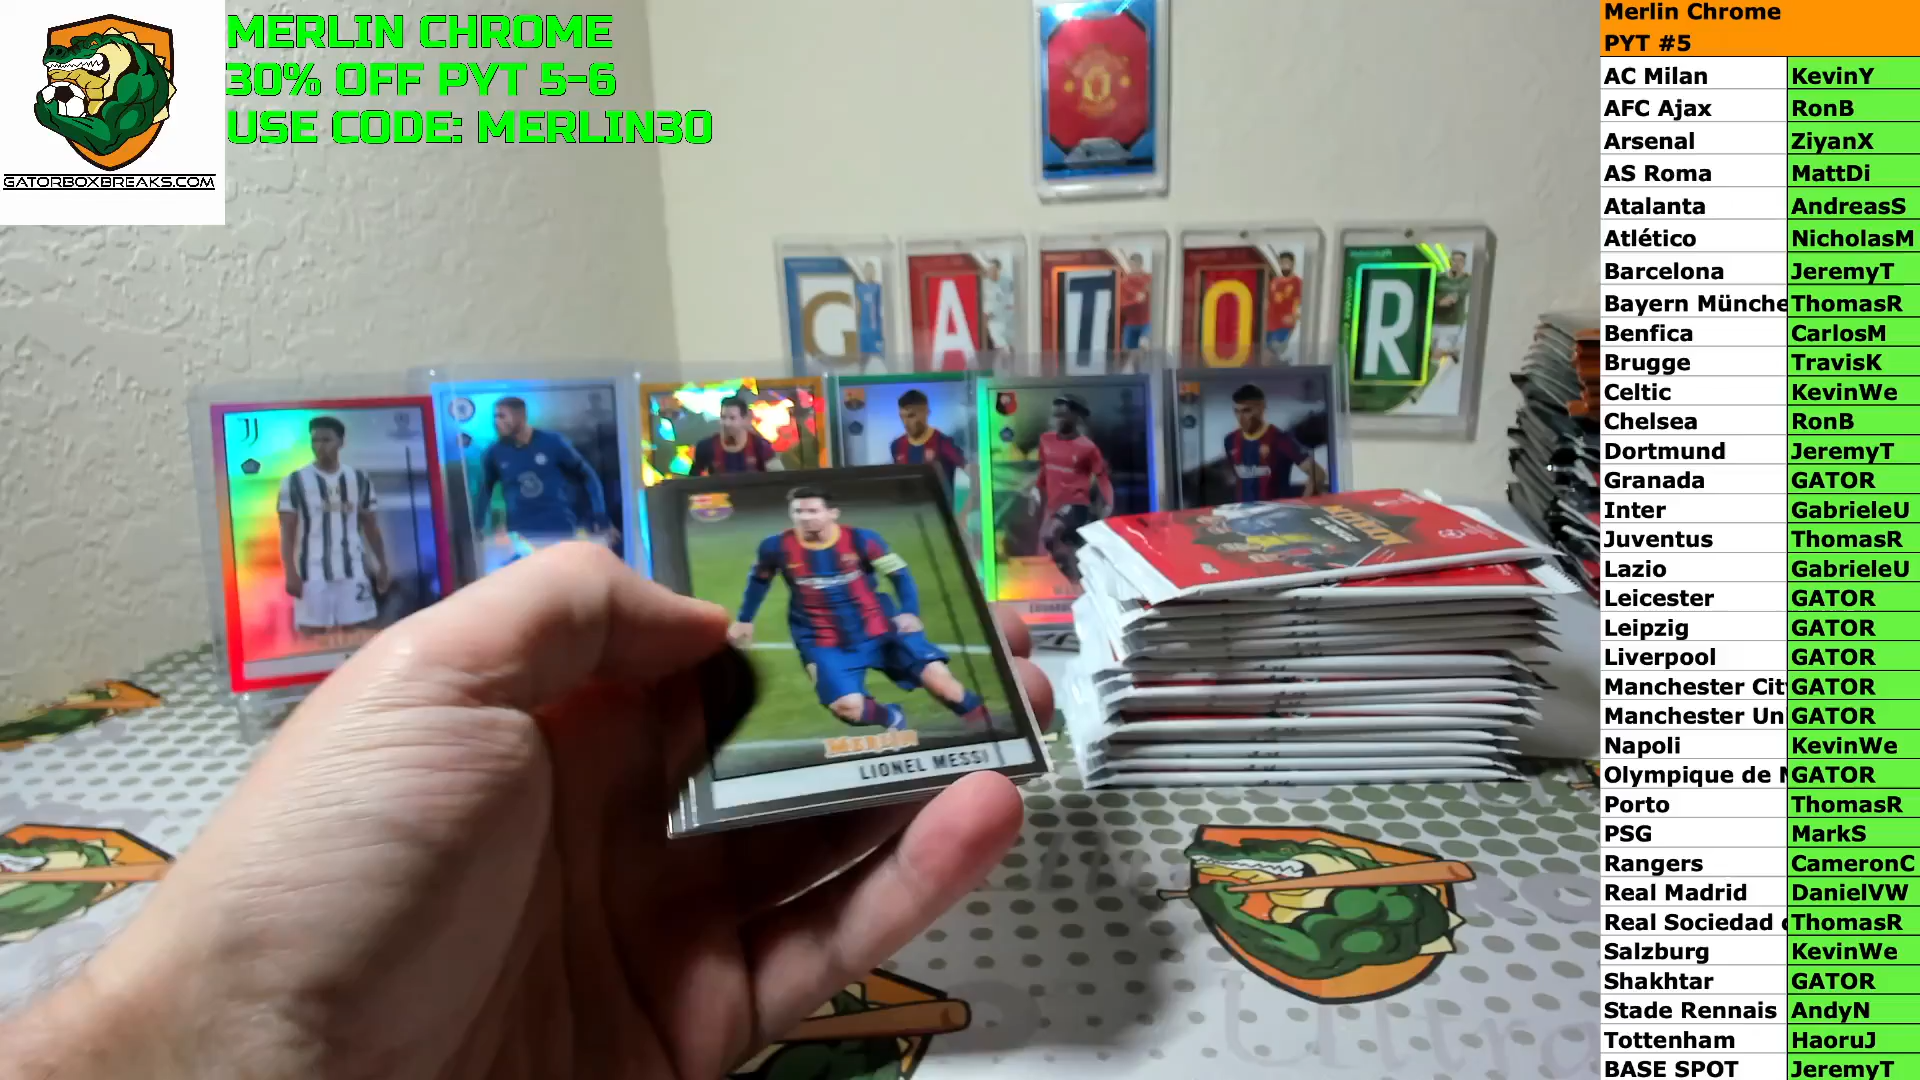 MERLIN CHROME
30% OFF PYT 5-6
USE CODE: MERLIN30
GATORBOXBREAKS.COM
G A T O R
MERLIN
LIONEL MESSI
MERLIN
Merlin Chrome
PYT #5
AC Milan KevinY
AFC Ajax RonB
Arsenal ZiyanX
AS Roma MattDi
Atalanta AndreasS
Atlético NicholasM
Barcelona JeremyT
Bayern Münche ThomasR
Benfica CarlosM
Brugge TravisK
Celtic KevinWe
Chelsea RonB
Dortmund JeremyT
Granada GATOR
Inter GabrieleU
Juventus ThomasR
Lazio GabrieleU
Leicester GATOR
Leipzig GATOR
Liverpool GATOR
Manchester Cit GATOR
Manchester Un GATOR
Napoli KevinWe
Olympique de M GATOR
Porto ThomasR
PSG MarkS
Rangers CameronC
Real Madrid DanielVW
Real Sociedad ThomasR
Salzburg KevinWe
Shakhtar GATOR
Stade Rennais AndyN
Tottenham HaoruJ
BASE SPOT JeremyT